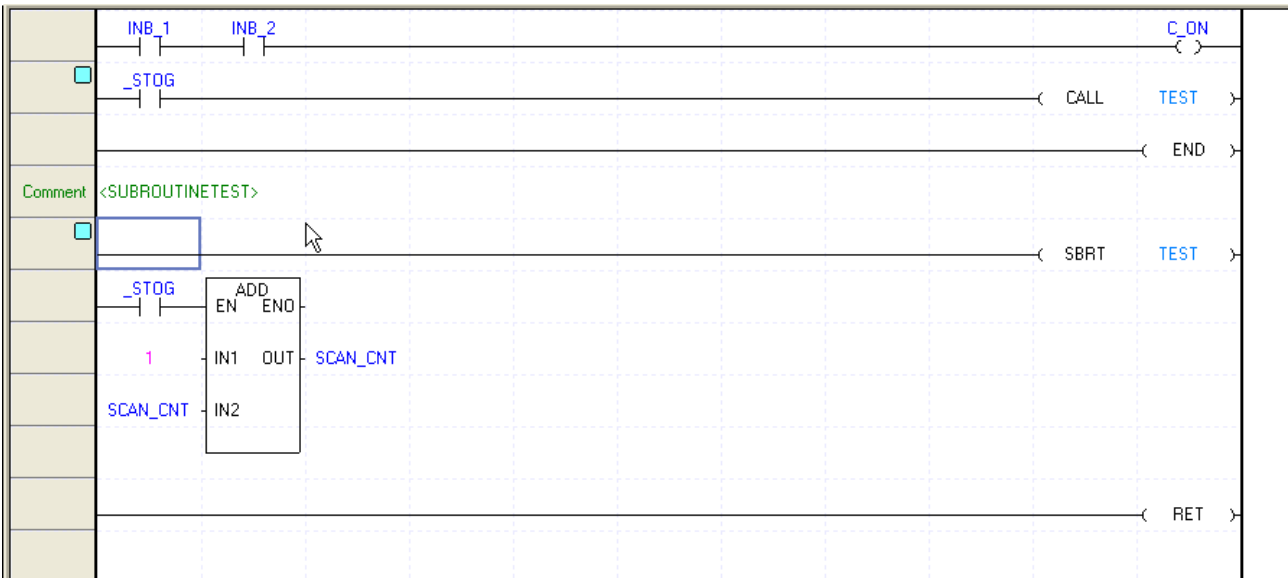 INB_1 INB_2 C_ON
_STOG
CALL TEST
END
Comment <SUBROUTINETEST>
SBRT TEST
_STOG ADD
EN ENO
1 IN1 OUT SCAN_CNT
SCAN_CNT IN2
RET